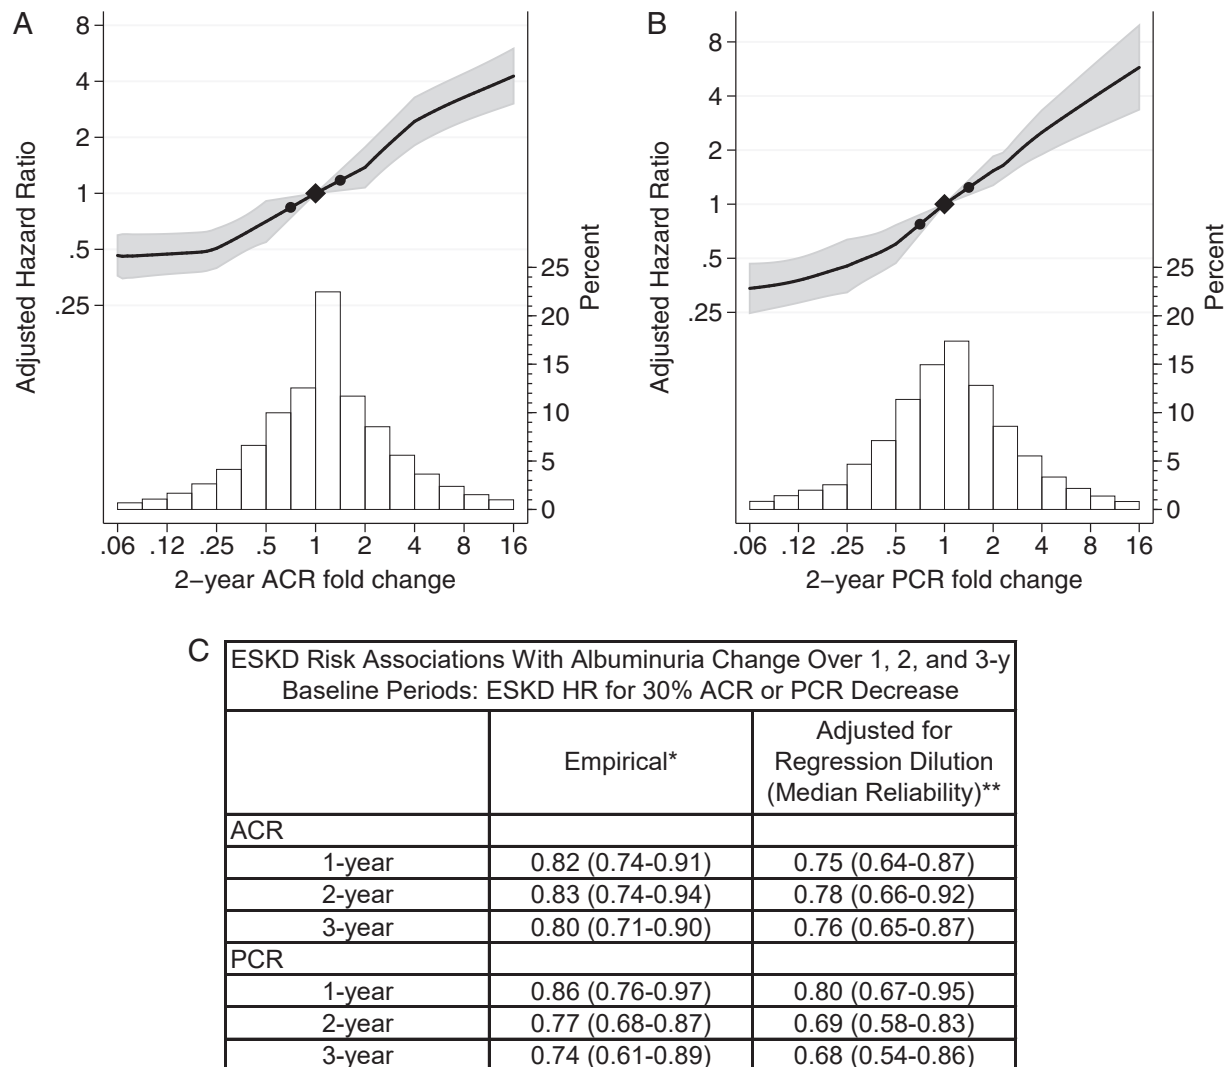 A
8
4
2
1
.5
.25
Adjusted Hazard Ratio
25
20
15
10
5
0
Percent
.06 .12 .25 .5 1 2 4 8 16
2−year ACR fold change
B
8
4
2
1
.5
.25
Adjusted Hazard Ratio
25
20
15
10
5
0
Percent
.06 .12 .25 .5 1 2 4 8 16
2−year PCR fold change
C
ESKD Risk Associations With Albuminuria Change Over 1, 2, and 3-y
Baseline Periods: ESKD HR for 30% ACR or PCR Decrease
Empirical*
Adjusted for
Regression Dilution
(Median Reliability)**
ACR
1-year 0.82 (0.74-0.91) 0.75 (0.64-0.87)
2-year 0.83 (0.74-0.94) 0.78 (0.66-0.92)
3-year 0.80 (0.71-0.90) 0.76 (0.65-0.87)
PCR
1-year 0.86 (0.76-0.97) 0.80 (0.67-0.95)
2-year 0.77 (0.68-0.87) 0.69 (0.58-0.83)
3-year 0.74 (0.61-0.89) 0.68 (0.54-0.86)